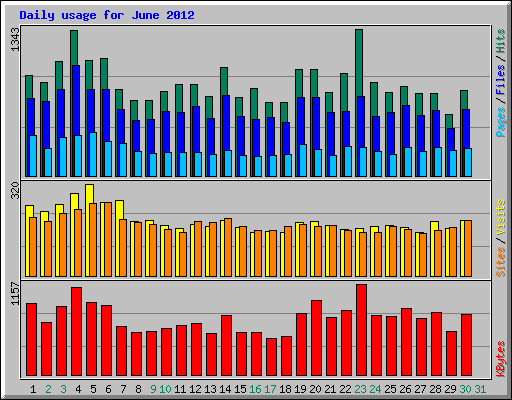 Daily usage for June 2012
1343
Pages / Files / Hits
320
Sites / Visits
1157
KBytes
1 2 3 4 5 6 7 8 9 10 11 12 13 14 15 16 17 18 19 20 21 22 23 24 25 26 27 28 29 30 31